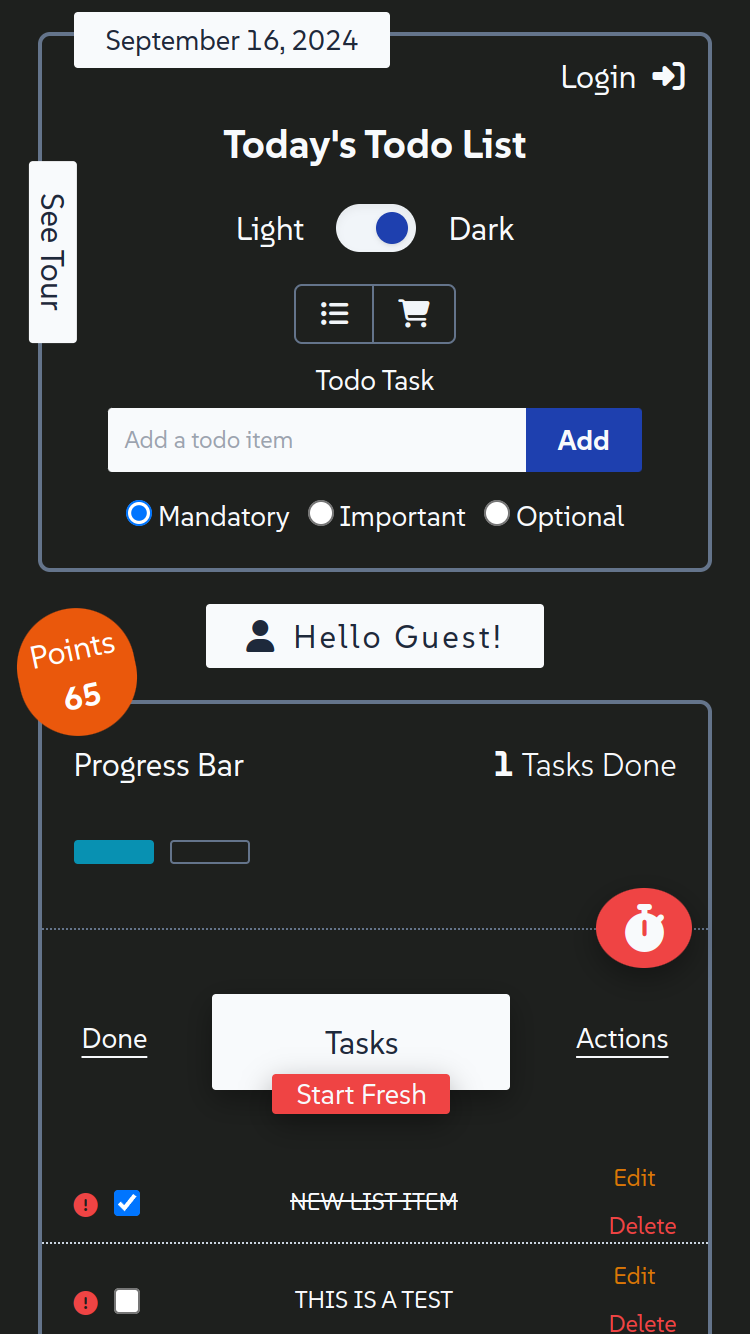 September 16, 2024
Login
Today's Todo List
See Tour
Light Dark
Todo Task
Add a todo item Add
Mandatory Important Optional
Hello Guest!
Points
65
Progress Bar 1 Tasks Done
Done Tasks Actions
Start Fresh
Edit
NEW LIST ITEM
Delete
Edit
THIS IS A TEST
Delete